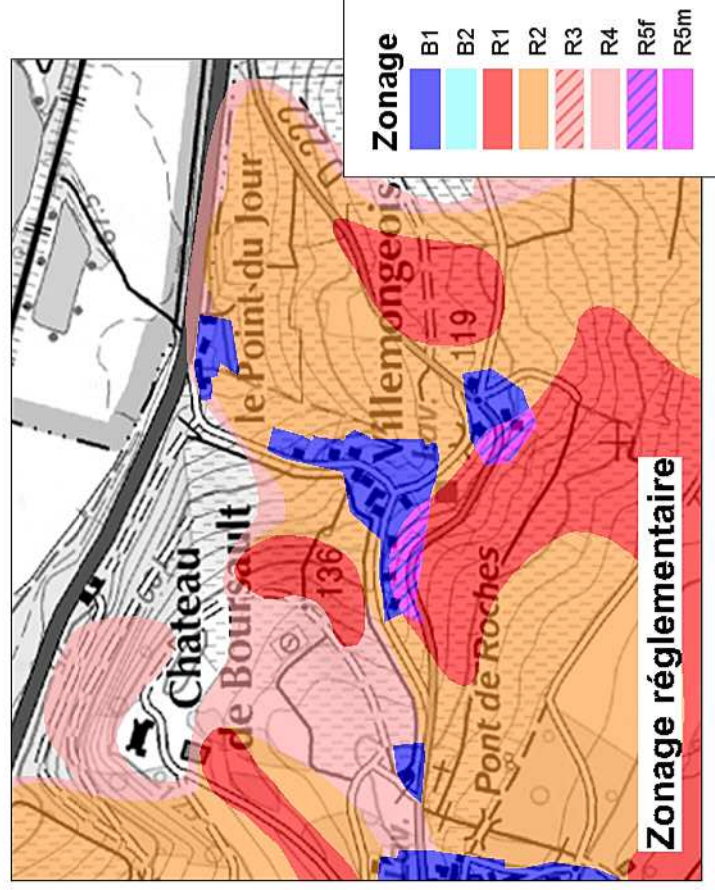 Zonage
B1
B2
R1
R2
R3
R4
R5f
R5m
Zonage réglementaire
Chateau
de Boursault
le Point du Jour
Villemongeois
D 222
119
136
Pont de Roches
Lav.